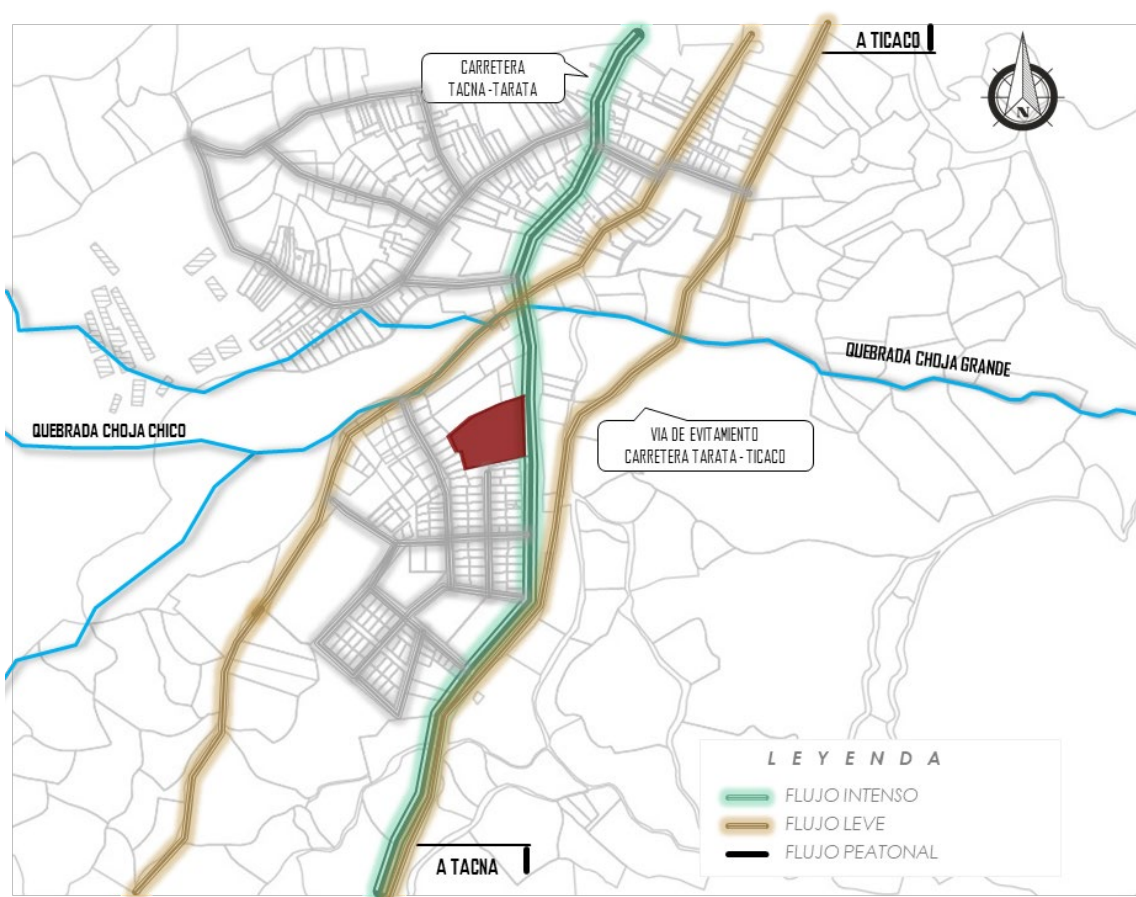 A TICACO
CARRETERA
TACNA-TARATA
N
QUEBRADA CHOJA GRANDE
QUEBRADA CHOJA CHICO
VIA DE EVITAMIENTO
CARRETERA TARATA - TICACO
LEYENDA
FLUJO INTENSO
FLUJO LEVE
FLUJO PEATONAL
A TACNA